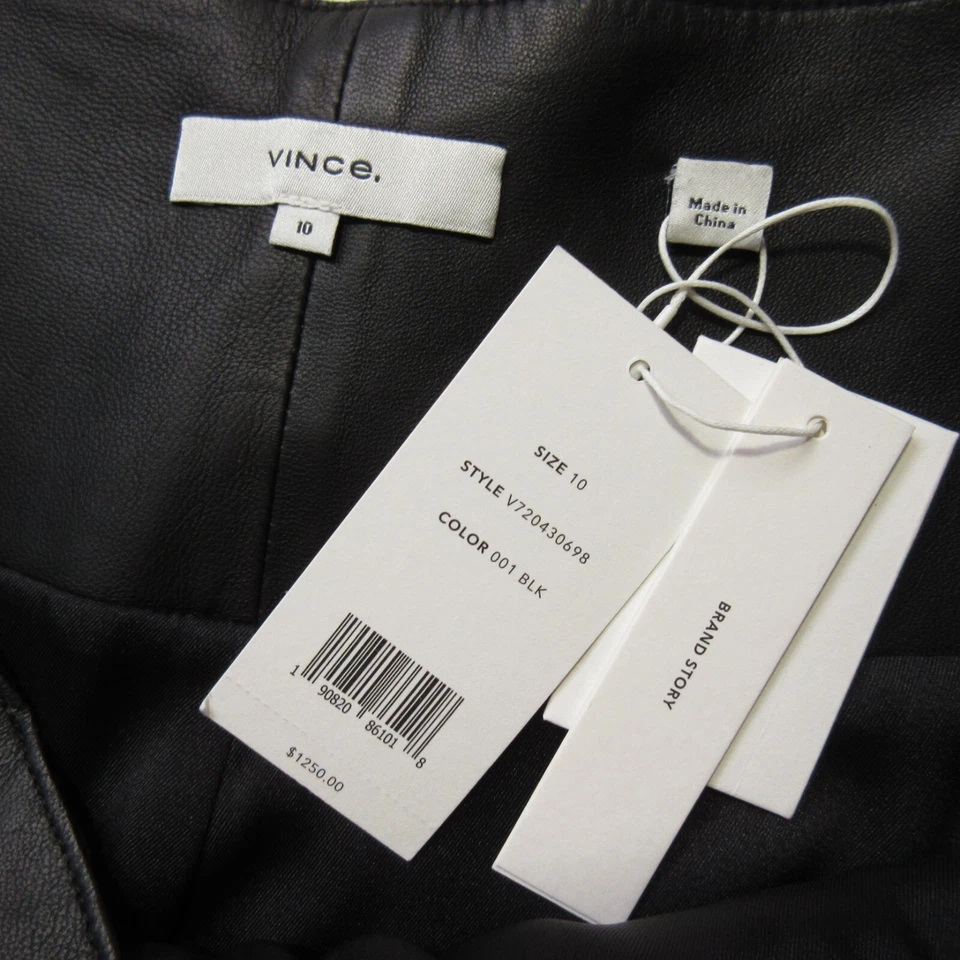 VINCe.
10
Made in
China
SIZE 10
STYLE V720430698
COLOR 001 BLK
1 90820 86101 8
$1250.00
BRAND STORY